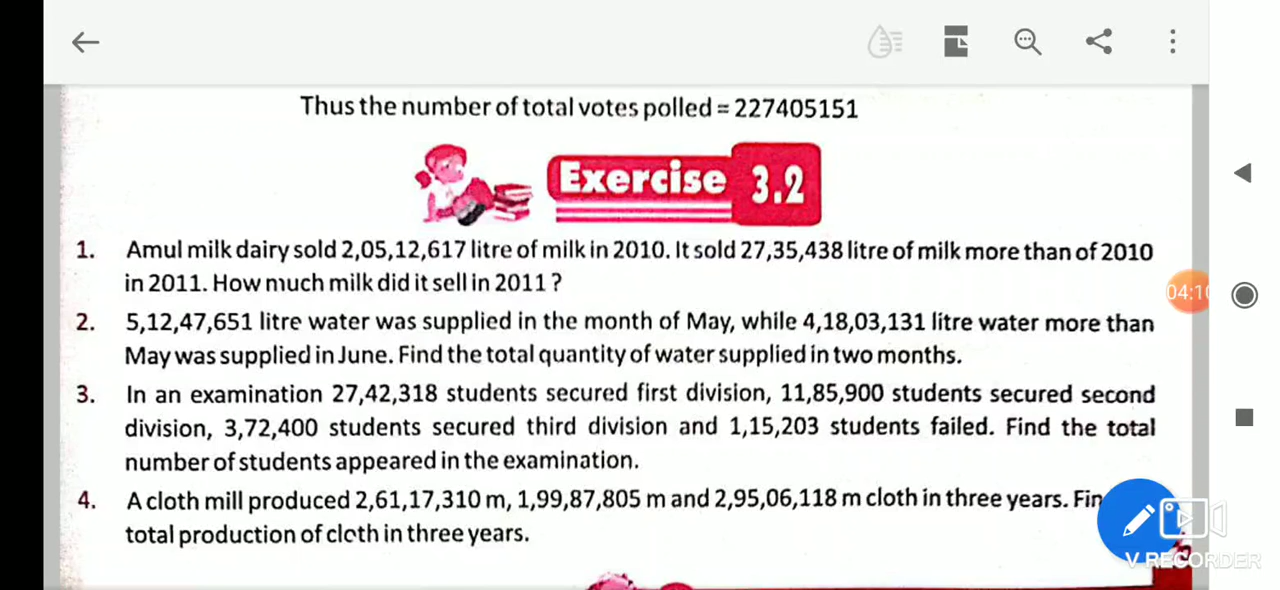 Thus the number of total votes polled = 227405151
Exercise 3.2
1. Amul milk dairy sold 2,05,12,617 litre of milk in 2010. It sold 27,35,438 litre of milk more than of 2010
in 2011. How much milk did it sell in 2011 ?
2. 5,12,47,651 litre water was supplied in the month of May, while 4,18,03,131 litre water more than
May was supplied in June. Find the total quantity of water supplied in two months.
3. In an examination 27,42,318 students secured first division, 11,85,900 students secured second
division, 3,72,400 students secured third division and 1,15,203 students failed. Find the total
number of students appeared in the examination.
4. A cloth mill produced 2,61,17,310 m, 1,99,87,805 m and 2,95,06,118 m cloth in three years. Fin
total production of cloth in three years.
04:10
V RECORDER